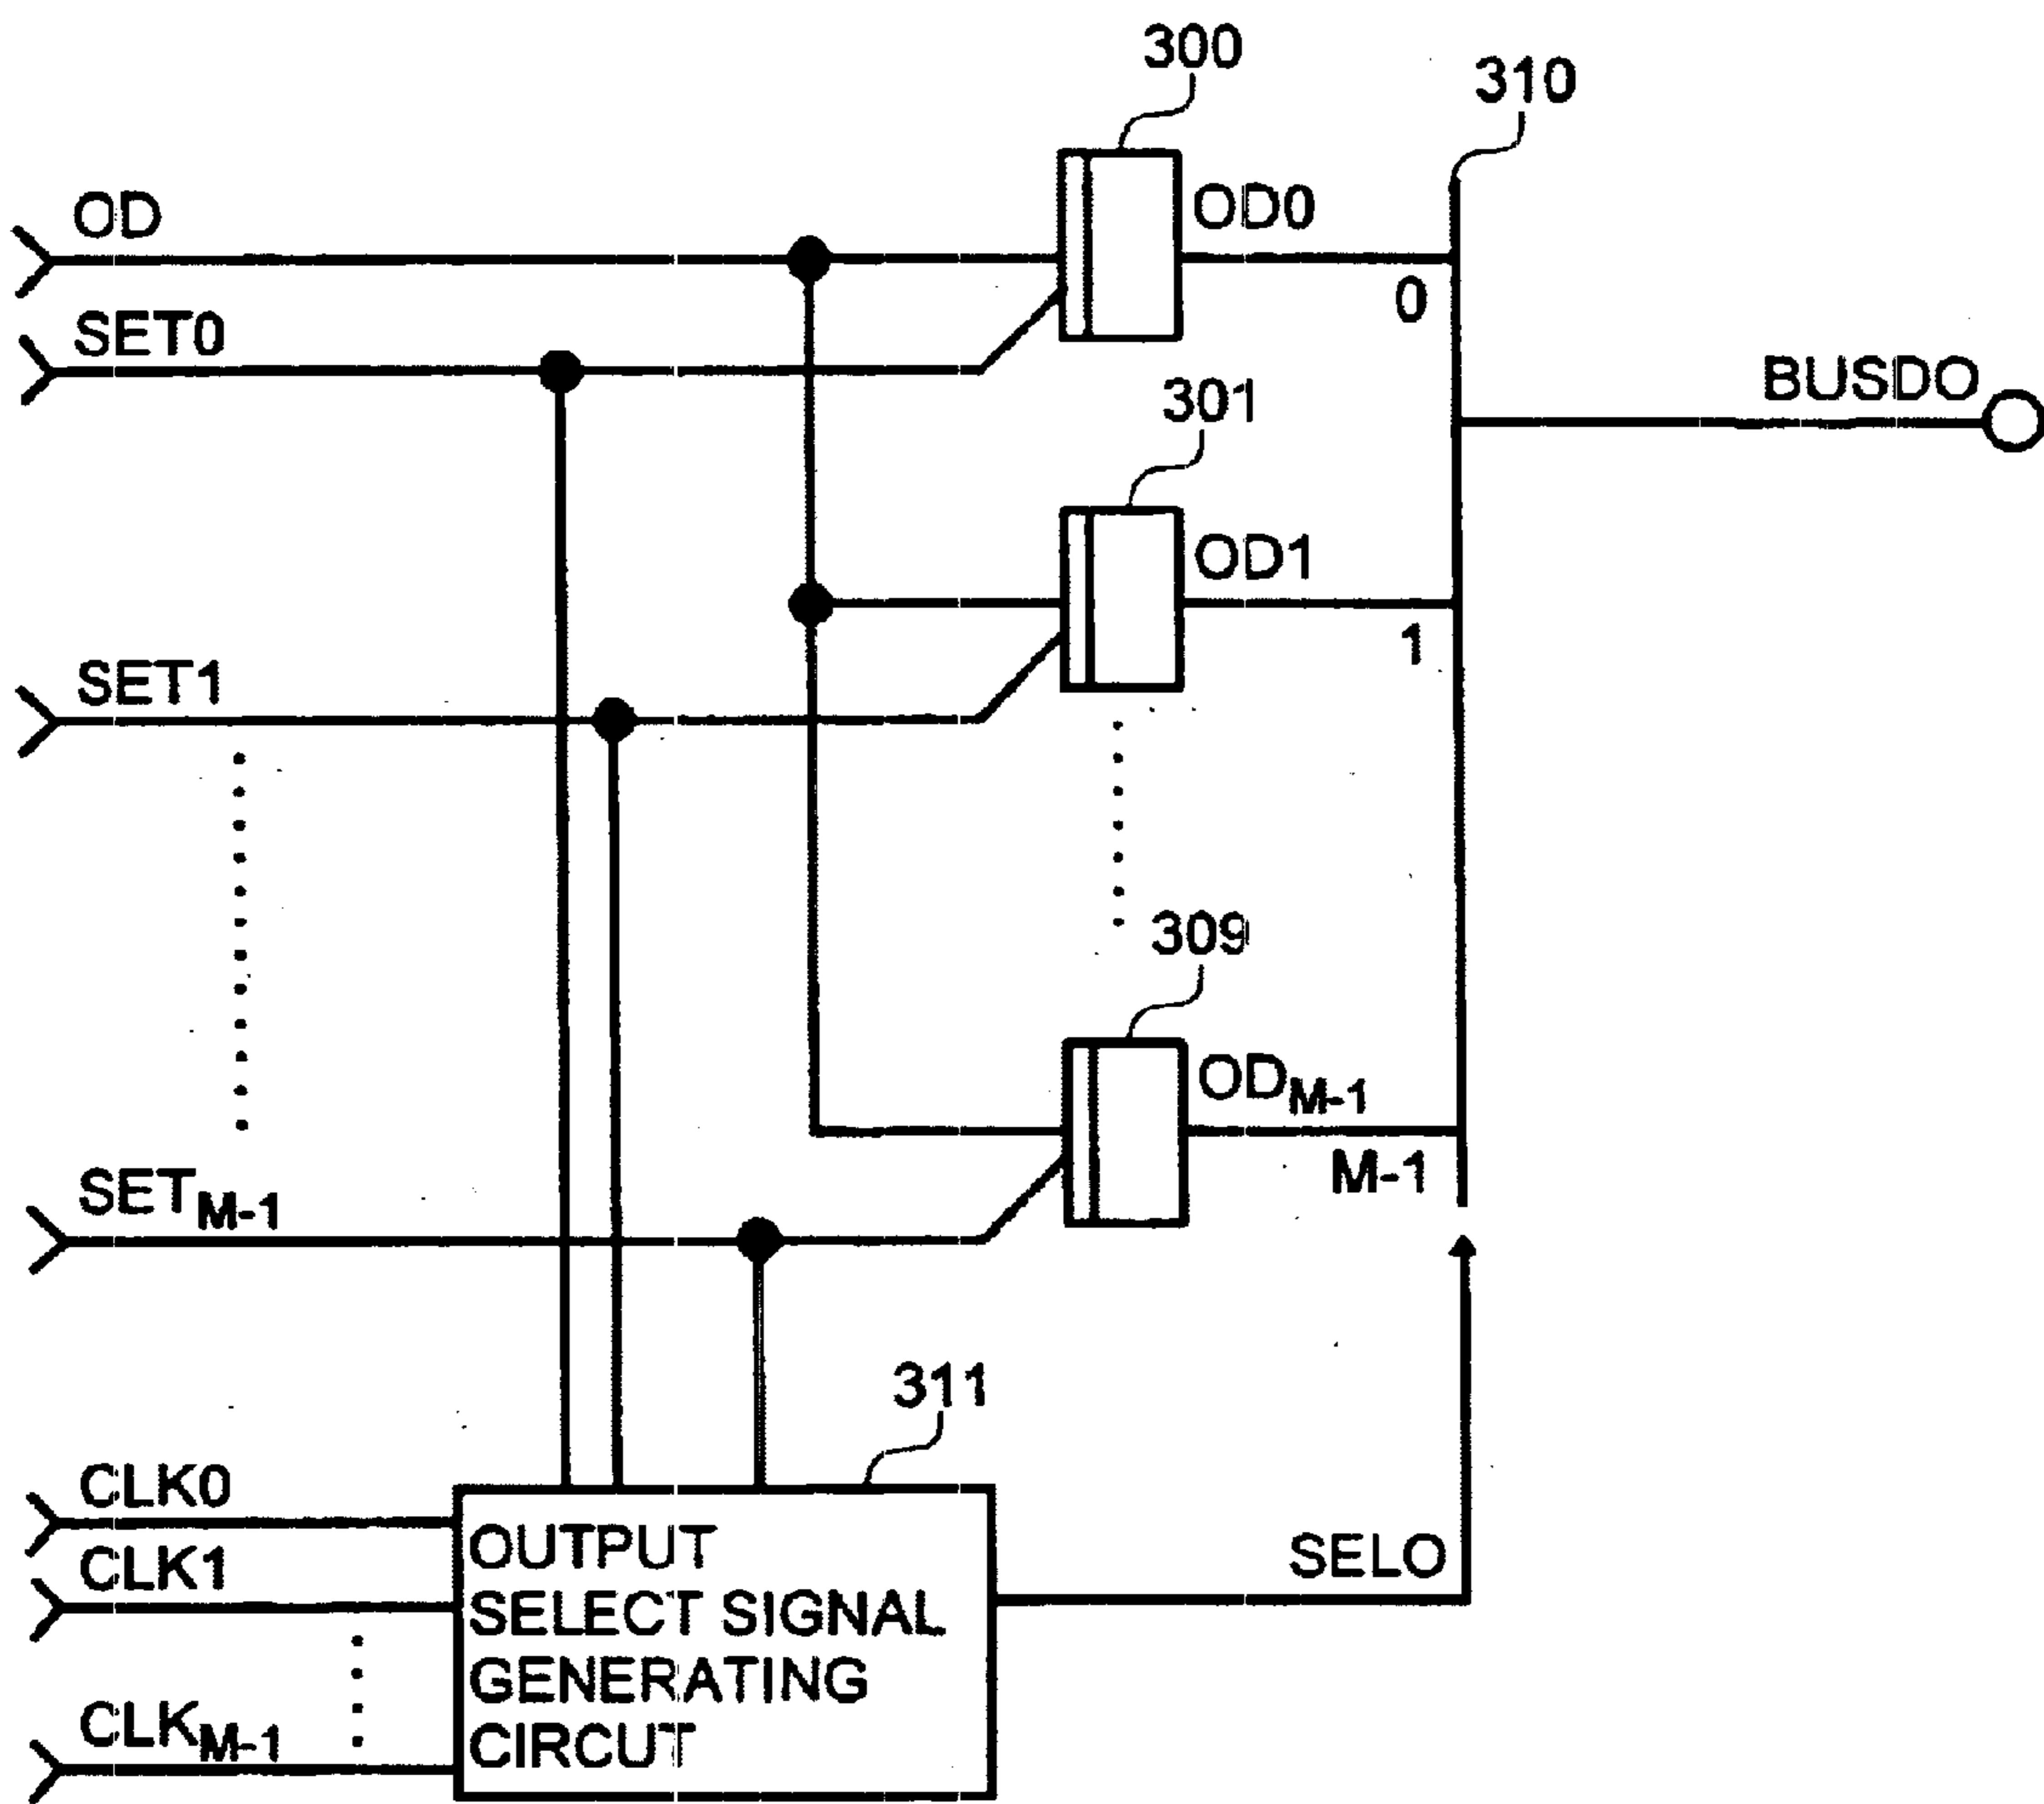 300
310
OD
OD0
0
SET0
BUSDO
301
OD1
1
SET1
309
ODM-1
M-1
SETM-1
311
CLK0
CLK1
CLKM-1
OUTPUT
SELECT SIGNAL
GENERATING
CIRCUT
SELO